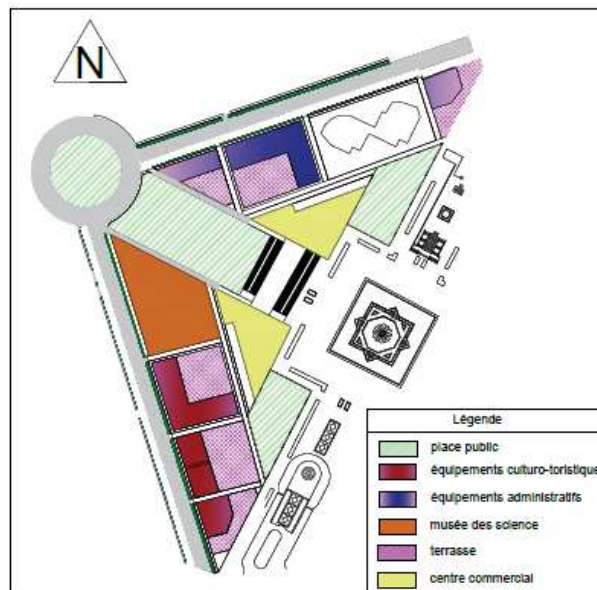 N
Légende
place public
équipements culturo-toristique
équipements administratifs
musée des science
terrasse
centre commercial